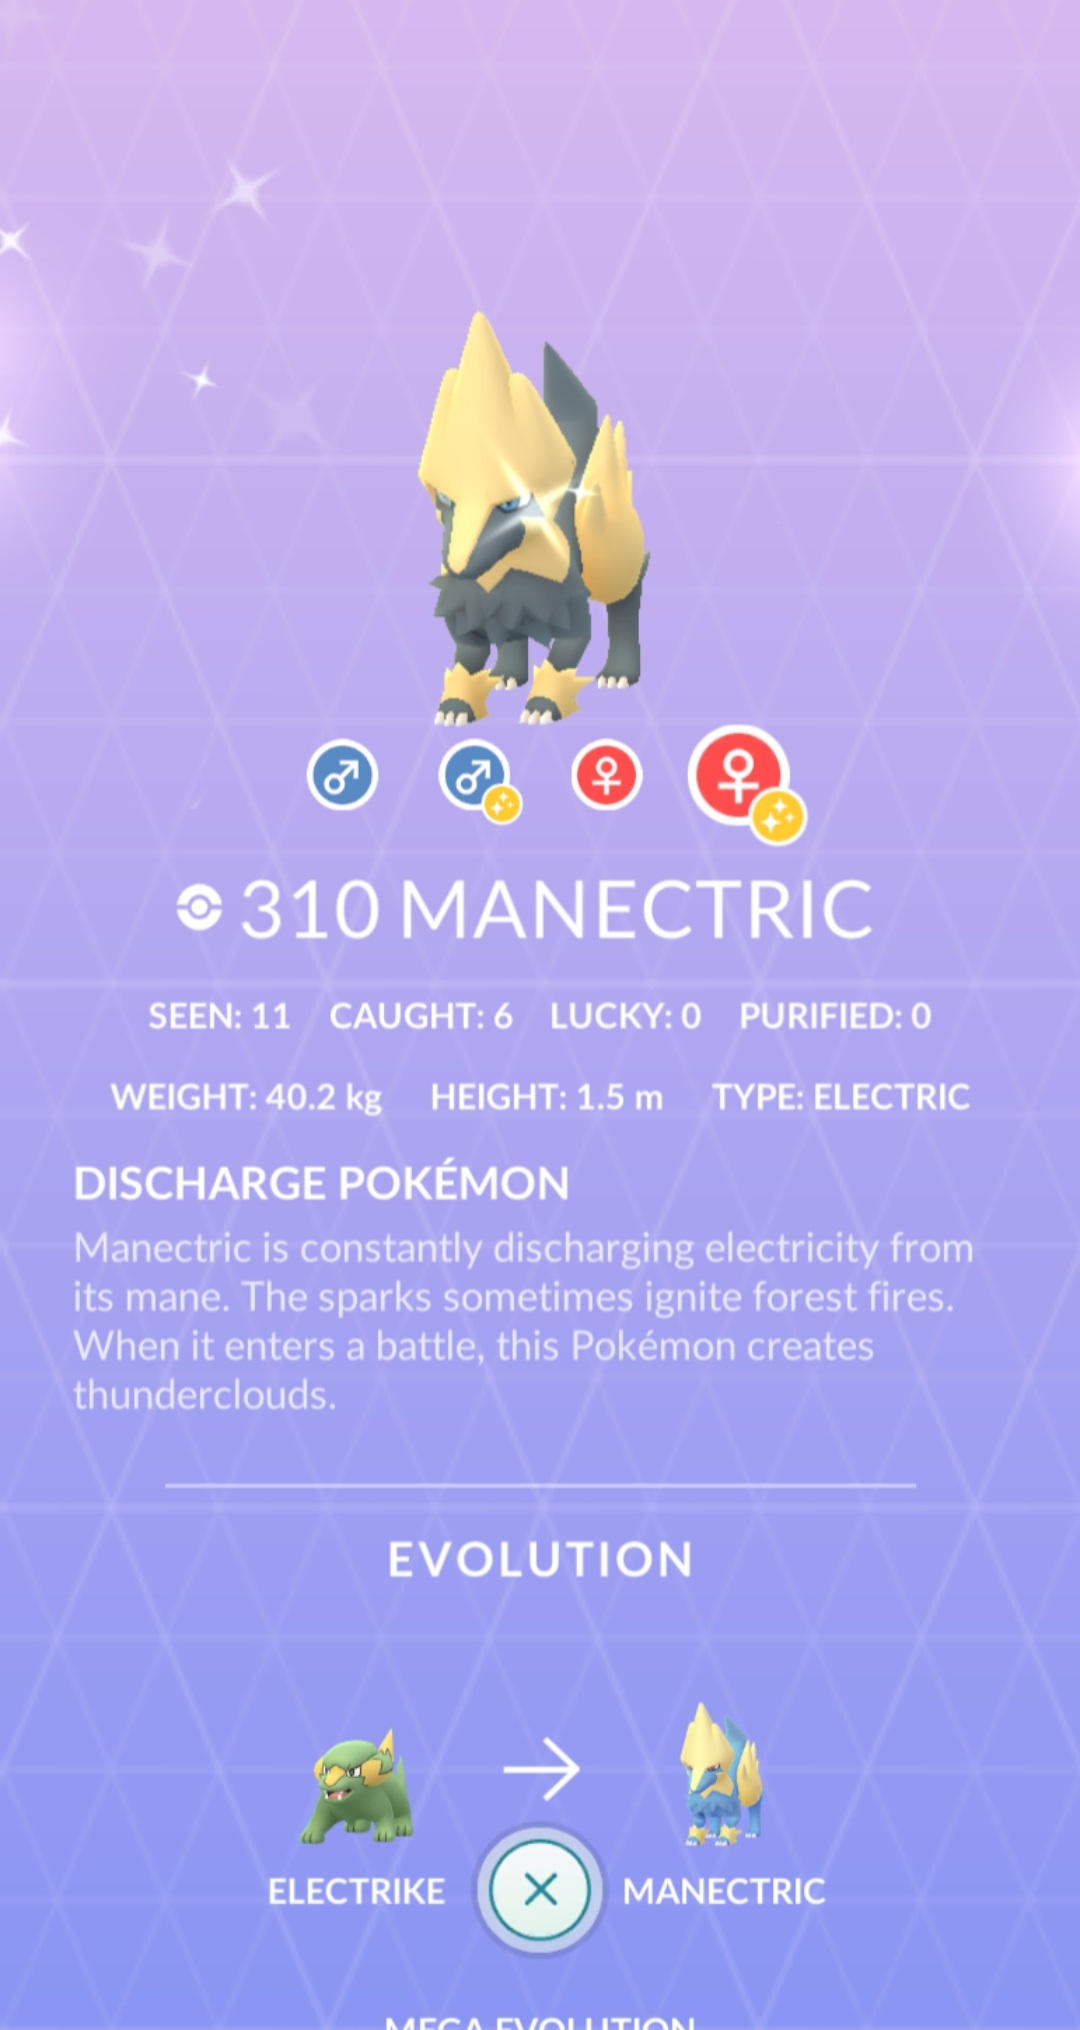 310 MANECTRIC
SEEN: 11 CAUGHT: 6 LUCKY: 0 PURIFIED: 0
WEIGHT: 40.2 kg HEIGHT: 1.5 m TYPE: ELECTRIC
DISCHARGE POKÉMON
Manectric is constantly discharging electricity from
its mane. The sparks sometimes ignite forest fires.
When it enters a battle, this Pokémon creates
thunderclouds.
EVOLUTION
ELECTRIKE MANECTRIC
MEGA EVOLUTION